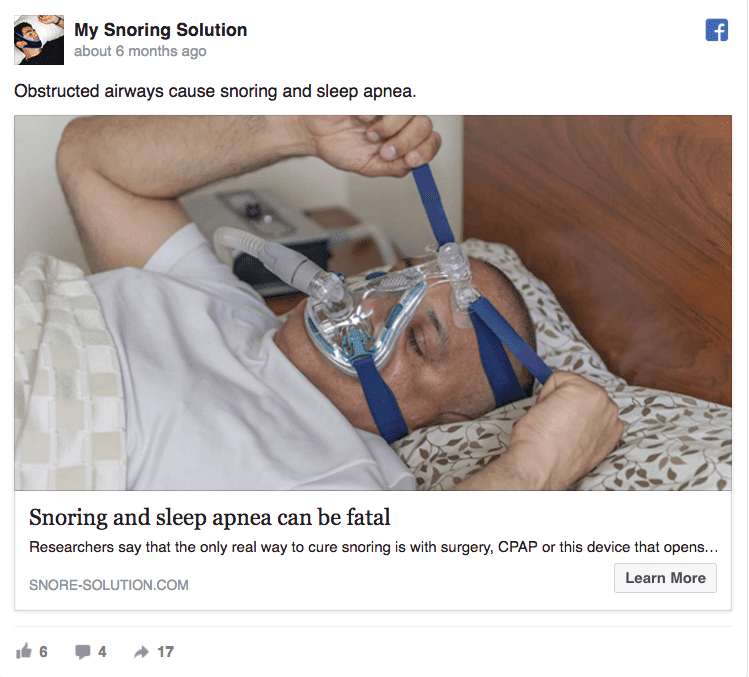 My Snoring Solution
about 6 months ago
Obstructed airways cause snoring and sleep apnea.
Snoring and sleep apnea can be fatal
Researchers say that the only real way to cure snoring is with surgery, CPAP or this device that opens...
SNORE-SOLUTION.COM
Learn More
6 4 17